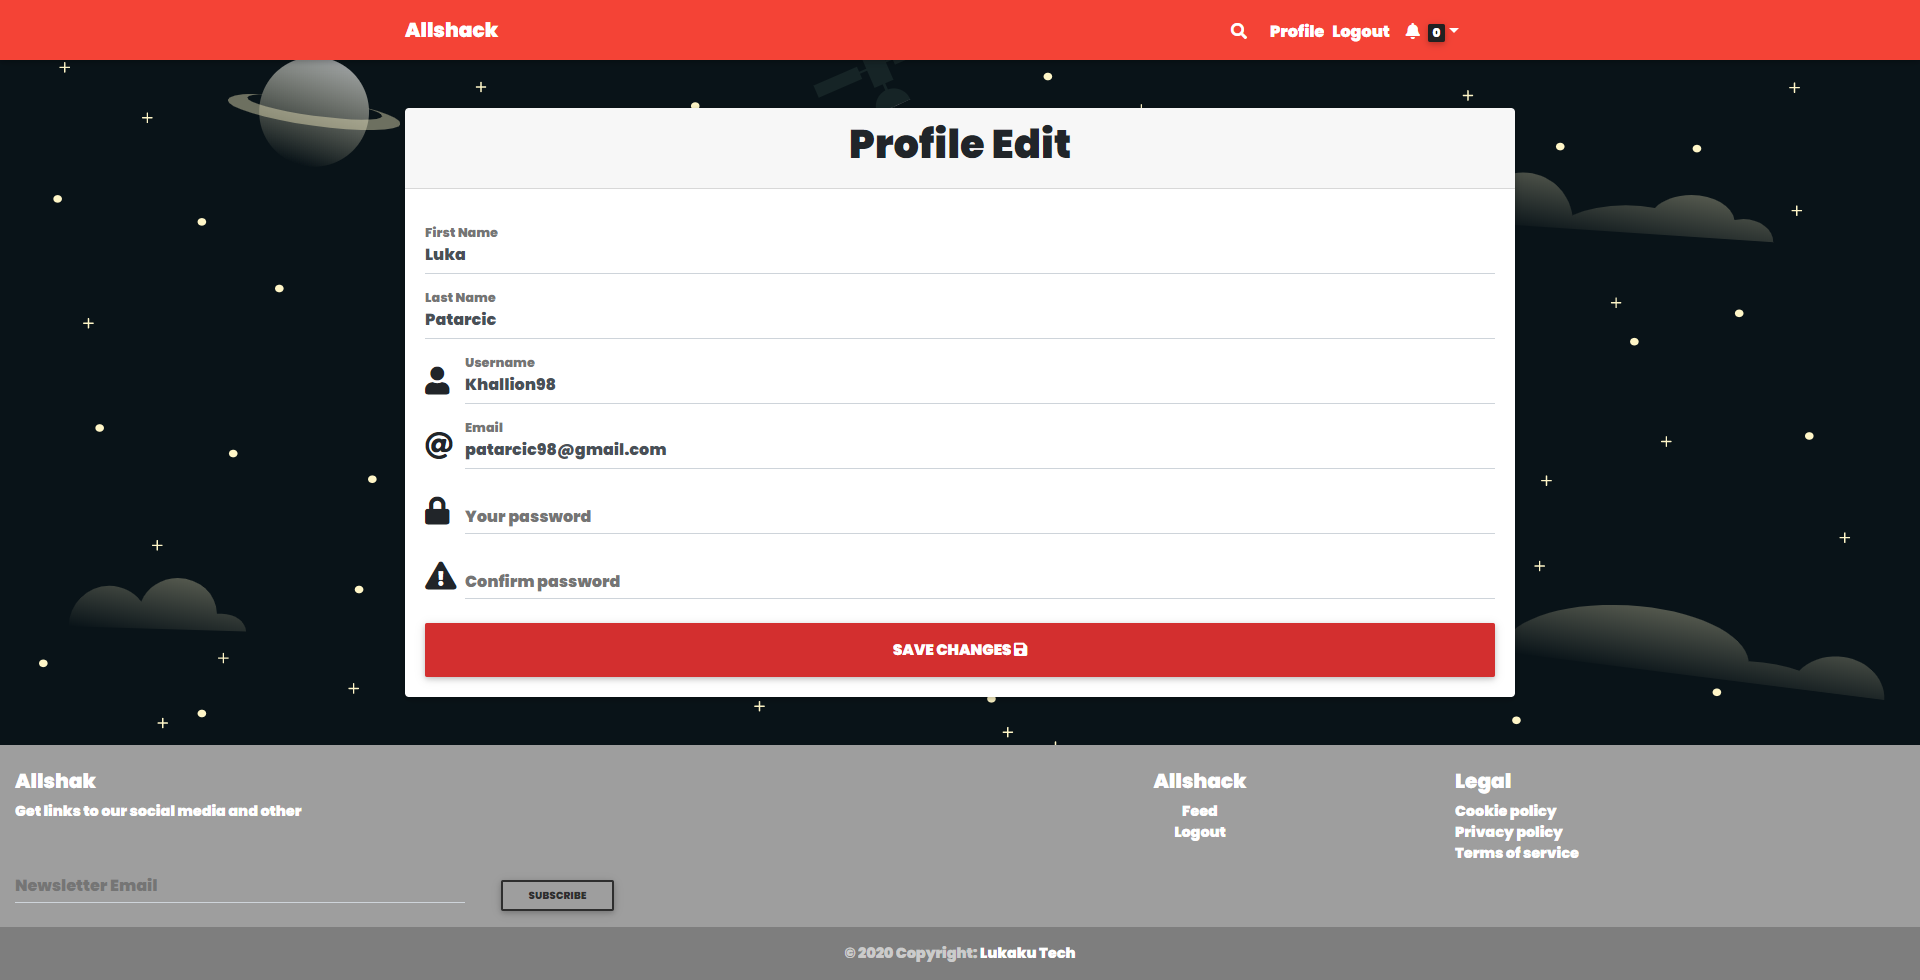 Allshack
Profile Logout 0
Profile Edit
First Name
Luka
Last Name
Patarcic
Username
Khallion98
Email
patarcic98@gmail.com
Your password
Confirm password
SAVE CHANGES
Allshak
Get links to our social media and other
Newsletter Email
SUBSCRIBE
Allshack
Feed
Logout
Legal
Cookie policy
Privacy policy
Terms of service
© 2020 Copyright: Lukaku Tech